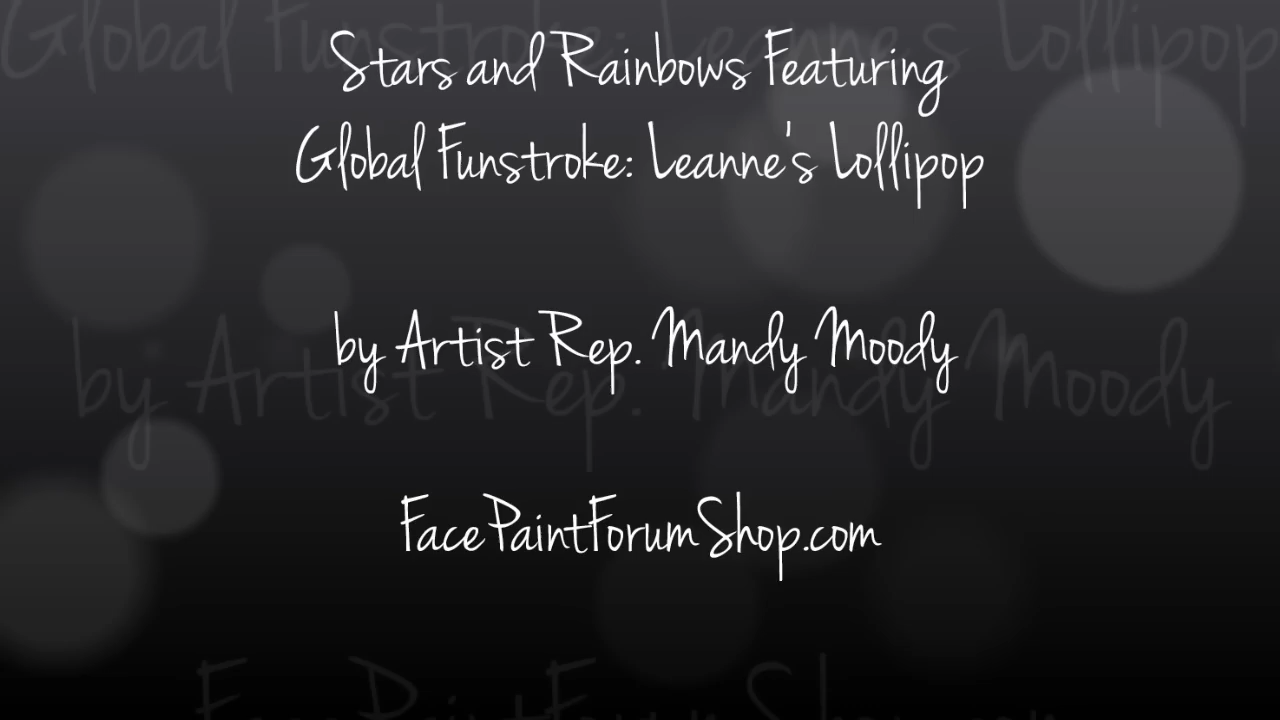 Stars and Rainbows Featuring
Global Funstroke: Leanne's Lollipop
by Artist Rep. Mandy Moody
FacePaintForumShop.com